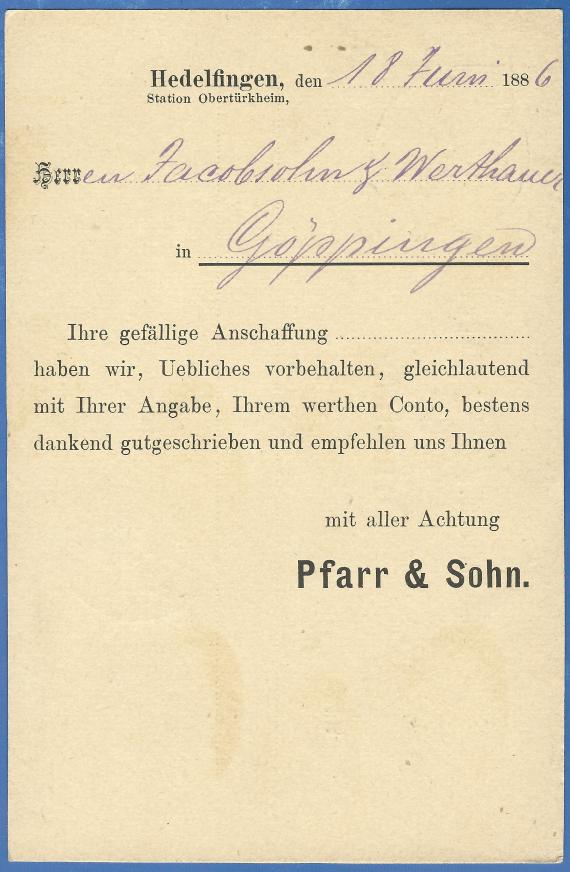 Hedelfingen, den 18 Juni 1886
Station Obertürkheim,
Herren Jacobsohn & Werthauer
in Göppingen
Ihre gefällige Anschaffung
haben wir, Uebliches vorbehalten, gleichlautend
mit Ihrer Angabe, Ihrem werthen Conto, bestens
dankend gutgeschrieben und empfehlen uns Ihnen
mit aller Achtung
Pfarr & Sohn.